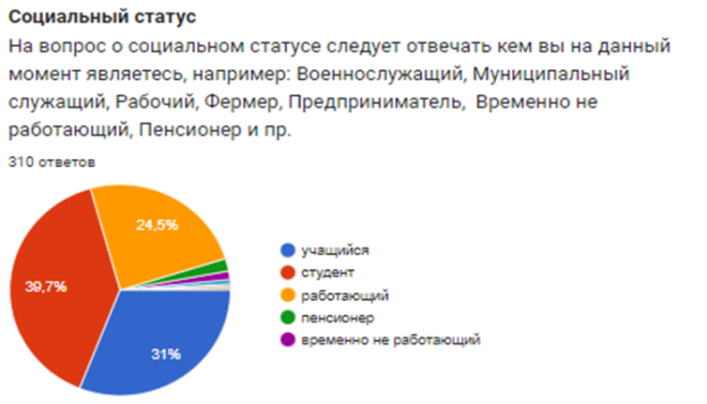 Социальный статус
На вопрос о социальном статусе следует отвечать кем вы на данный
момент являетесь, например: Военнослужащий, Муниципальный
служащий, Рабочий, Фермер, Предприниматель, Временно не
работающий, Пенсионер и пр.
310 ответов
24,5%
39,7%
31%
учащийся
студент
работающий
пенсионер
временно не работающий